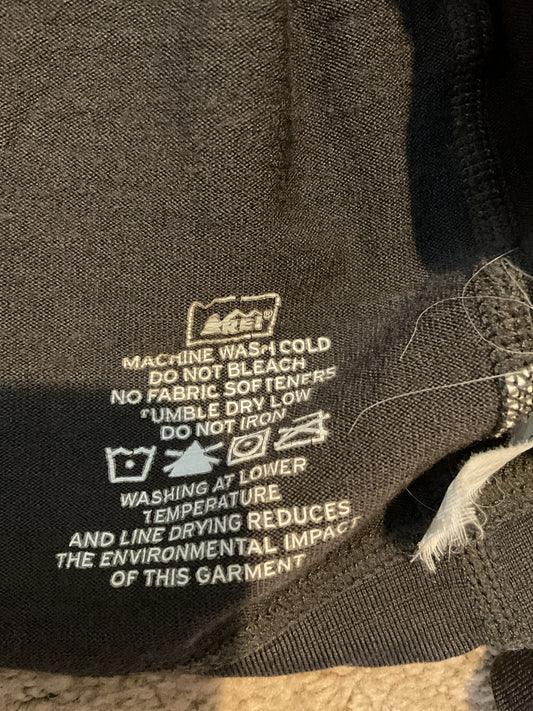 REI®
MACHINE WASH COLD
DO NOT BLEACH
NO FABRIC SOFTENERS
TUMBLE DRY LOW
DO NOT IRON
WASHING AT LOWER
TEMPERATURE
AND LINE DRYING REDUCES
THE ENVIRONMENTAL IMPACT
OF THIS GARMENT